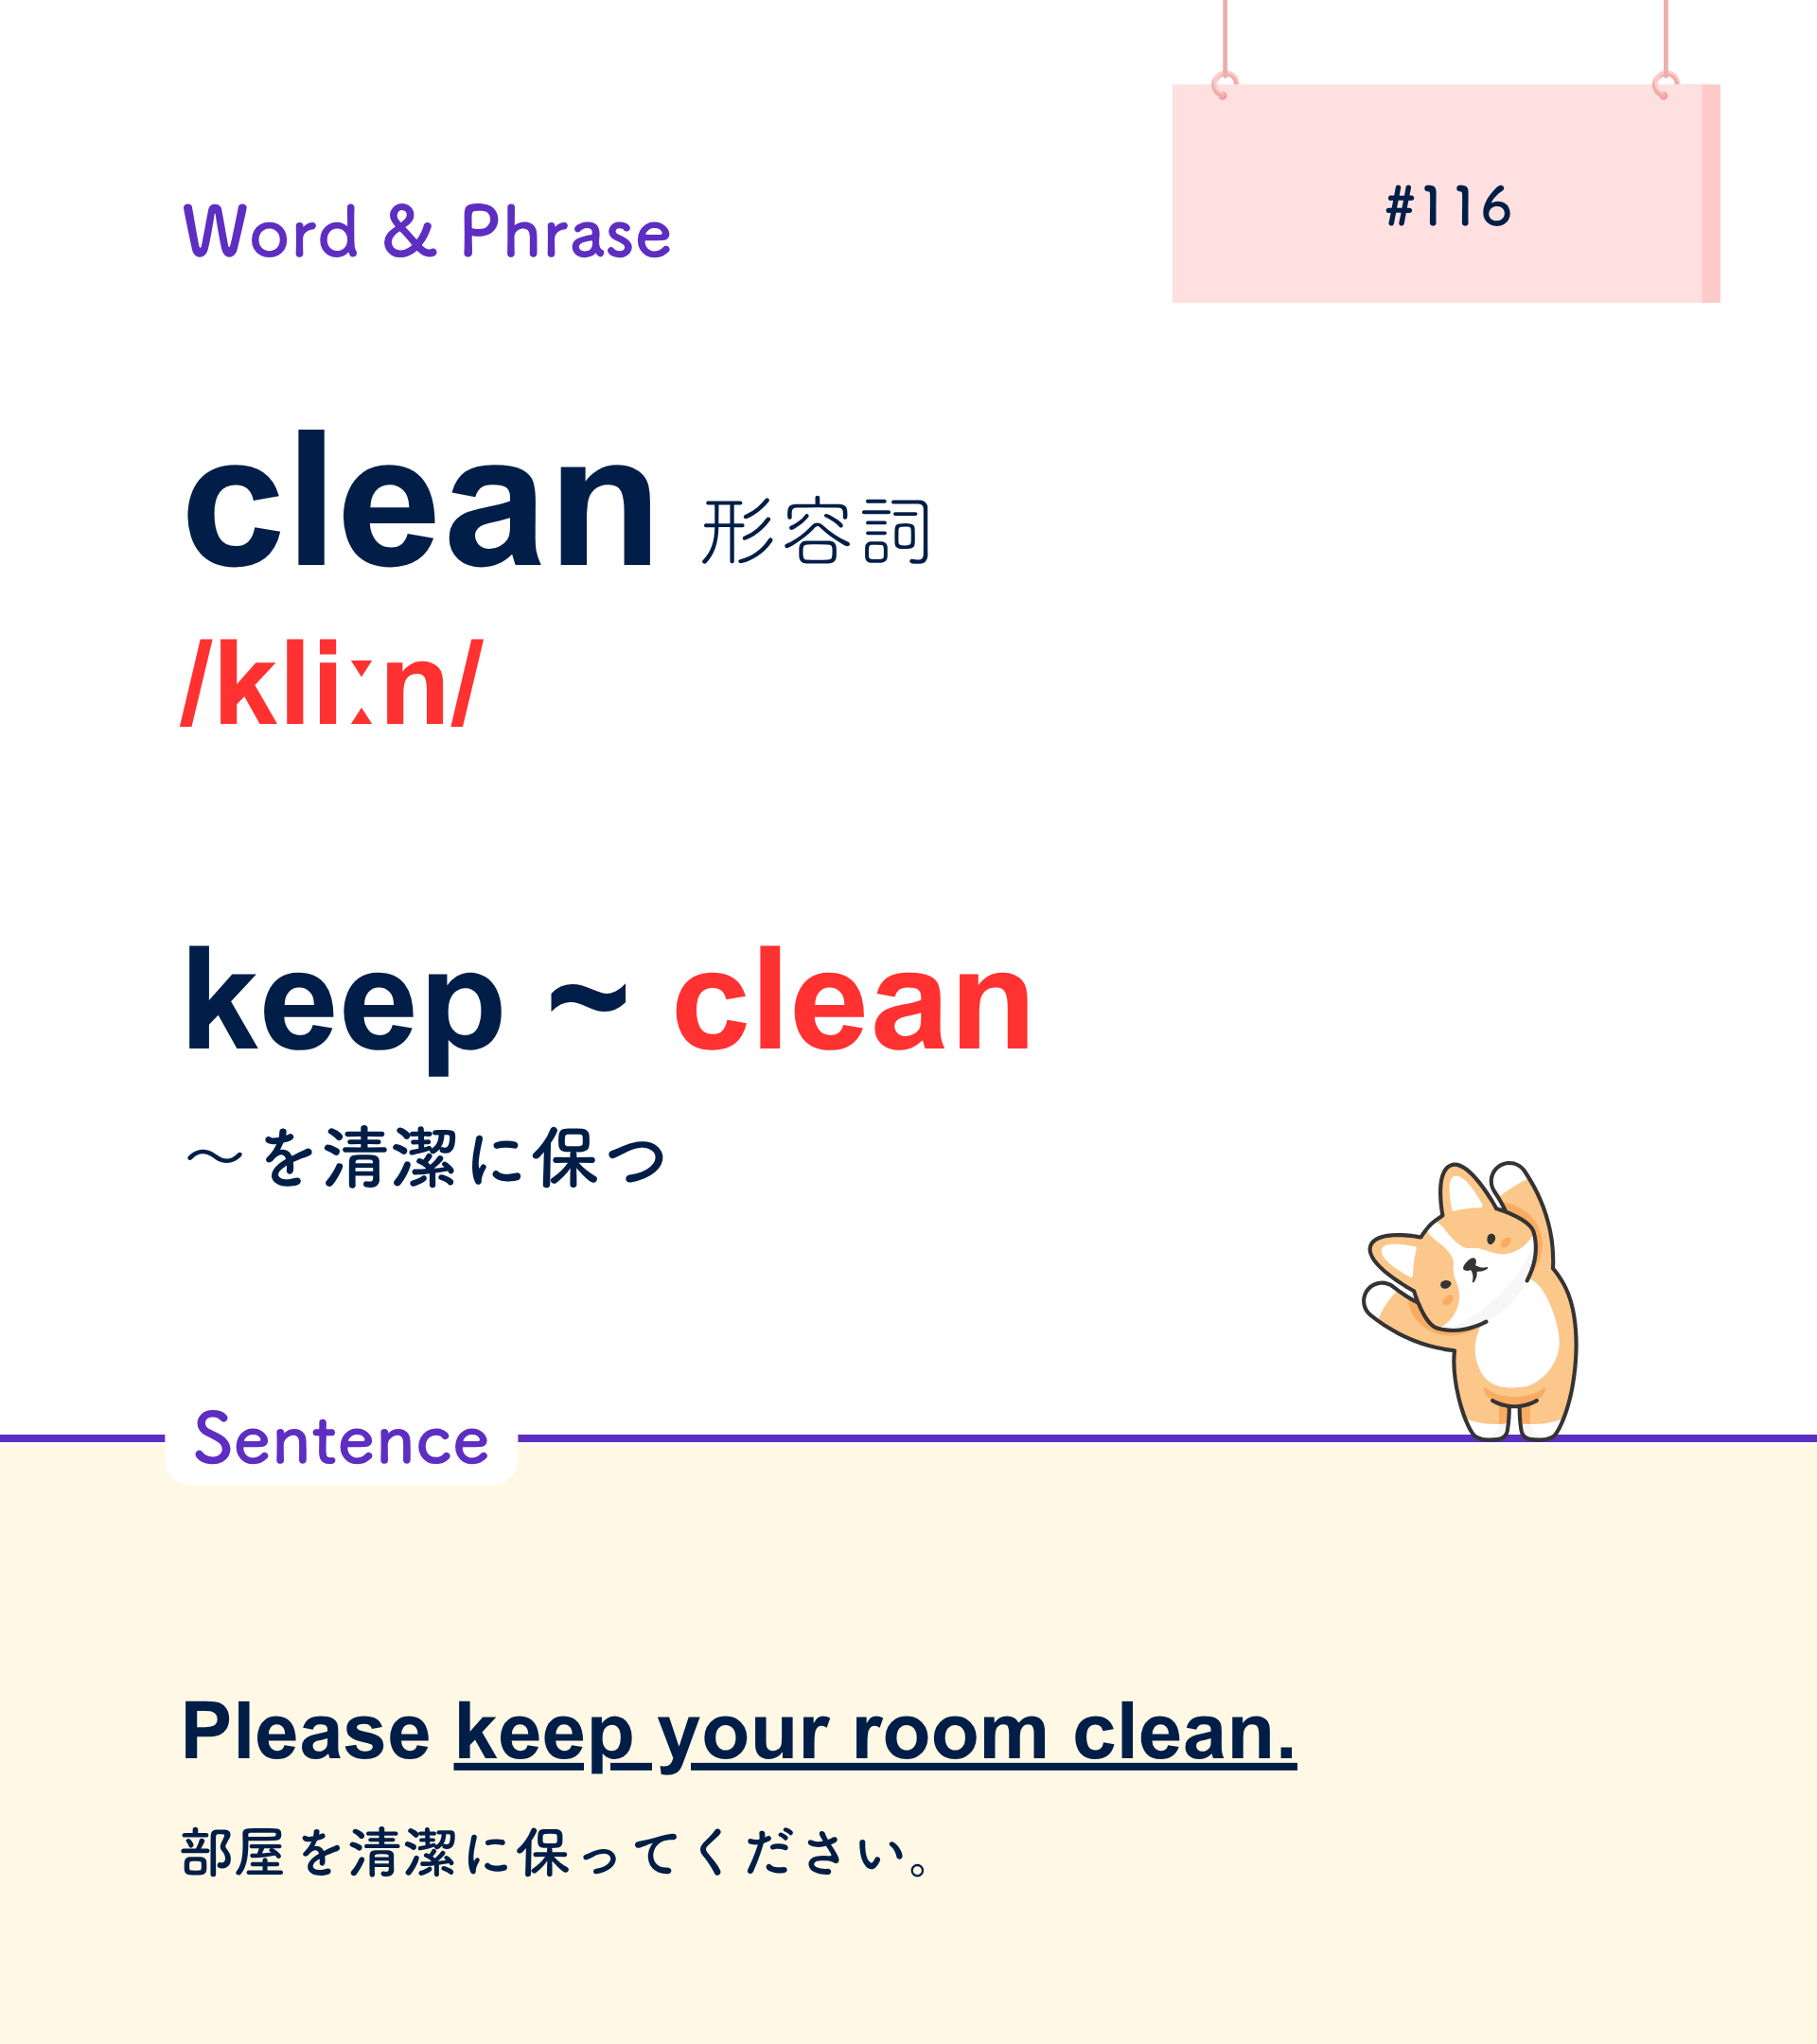 #116
Word & Phrase
clean 形容詞
/kliːn/
keep ~ clean
〜 を清潔に保つ
Sentence
Please keep your room clean.
部屋を清潔に保ってください。